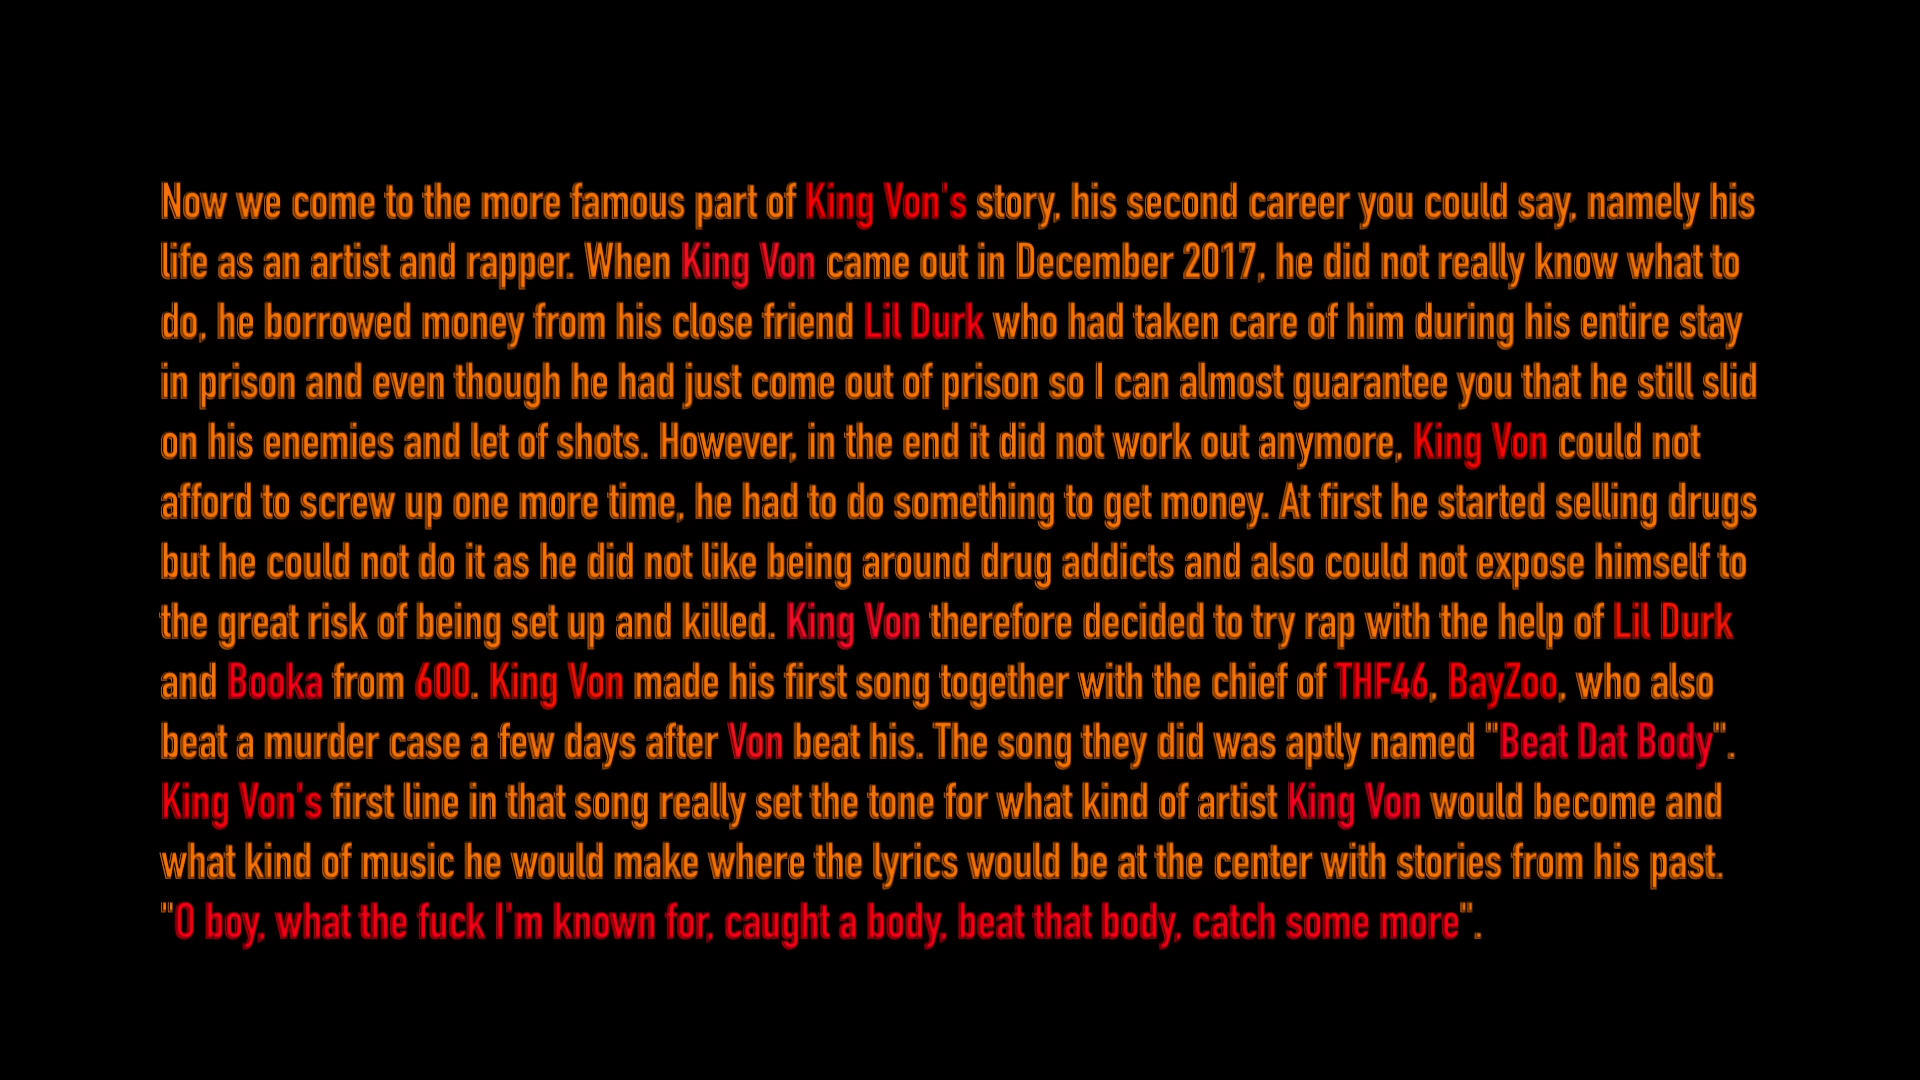 Now we come to the more famous part of King Von's story, his second career you could say, namely his
life as an artist and rapper. When King Von came out in December 2017, he did not really know what to
do, he borrowed money from his close friend Lil Durk who had taken care of him during his entire stay
in prison and even though he had just come out of prison so I can almost guarantee you that he still slid
on his enemies and let of shots. However, in the end it did not work out anymore, King Von could not
afford to screw up one more time, he had to do something to get money. At first he started selling drugs
but he could not do it as he did not like being around drug addicts and also could not expose himself to
the great risk of being set up and killed. King Von therefore decided to try rap with the help of Lil Durk
and Booka from 600. King Von made his first song together with the chief of THF46, BayZoo, who also
beat a murder case a few days after Von beat his. The song they did was aptly named "Beat Dat Body".
King Von's first line in that song really set the tone for what kind of artist King Von would become and
what kind of music he would make where the lyrics would be at the center with stories from his past.
"O boy, what the fuck I'm known for, caught a body, beat that body, catch some more".